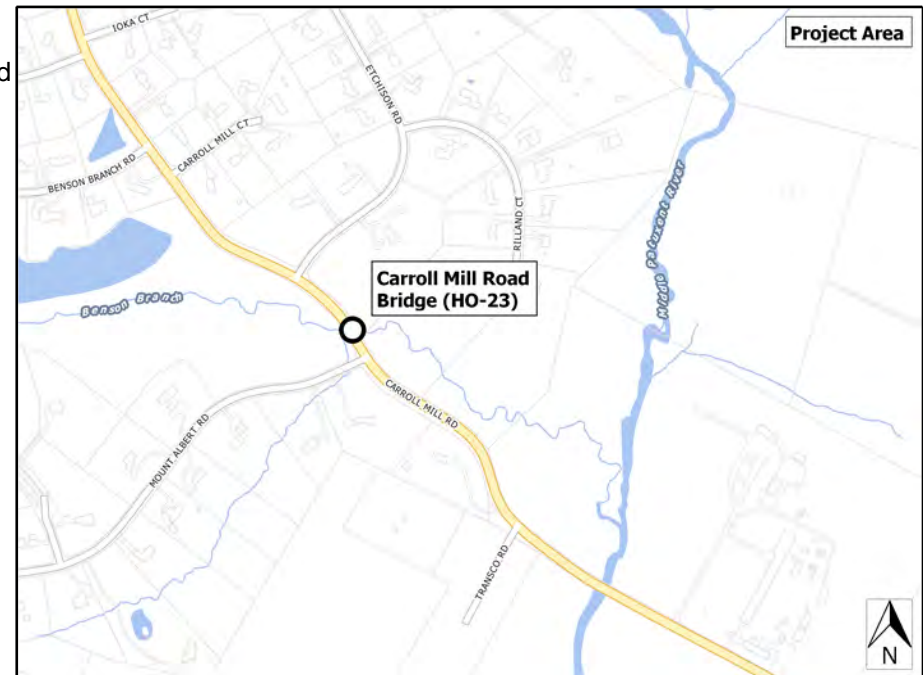 IOKA CT
Project Area
d
ETCHISON RD
CARROLL MILL CT
BENSON BRANCH RD
Middle Patuxent River
RILLAND CT
Carroll Mill Road
Bridge (HO-23)
Benson Branch
CARROLL MILL RD
MOUNT ALBERT RD
TRANSCO RD
N